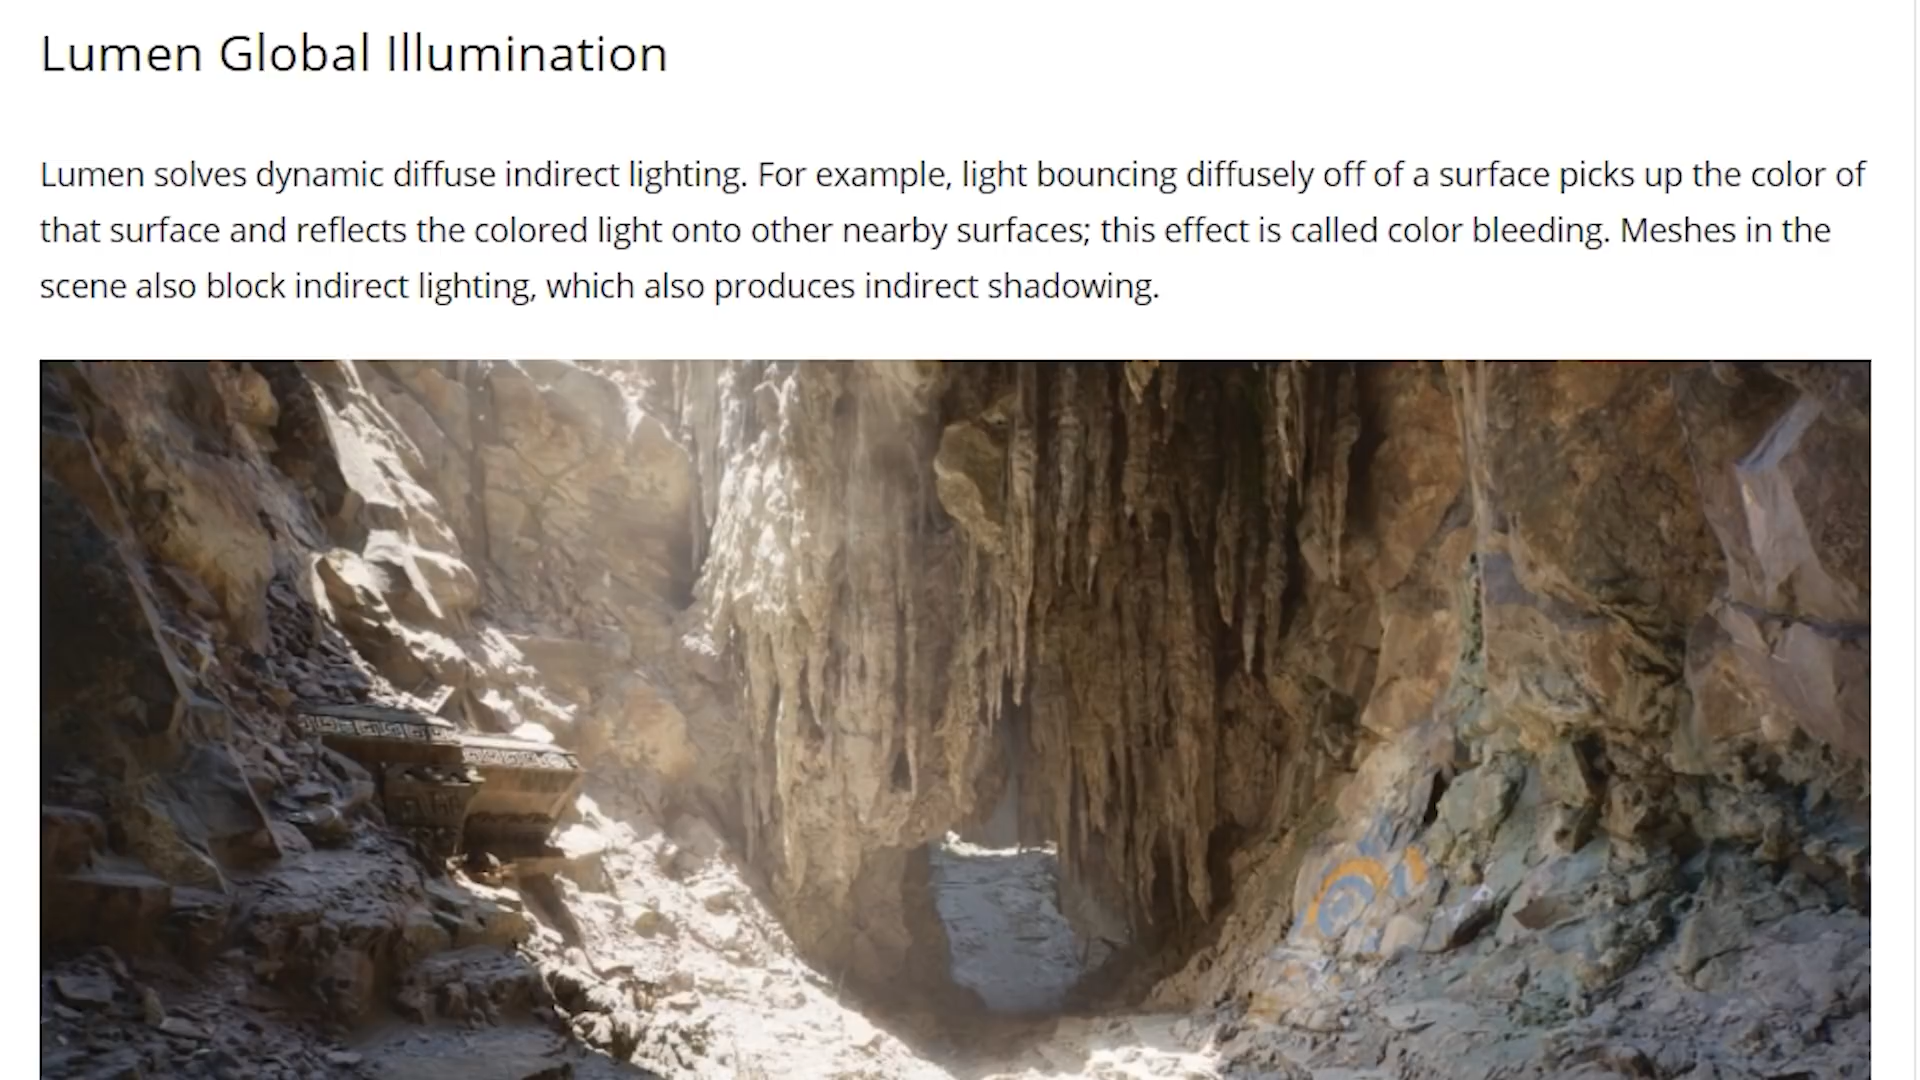 Lumen Global Illumination
Lumen solves dynamic diffuse indirect lighting. For example, light bouncing diffusely off of a surface picks up the color of
that surface and reflects the colored light onto other nearby surfaces; this effect is called color bleeding. Meshes in the
scene also block indirect lighting, which also produces indirect shadowing.